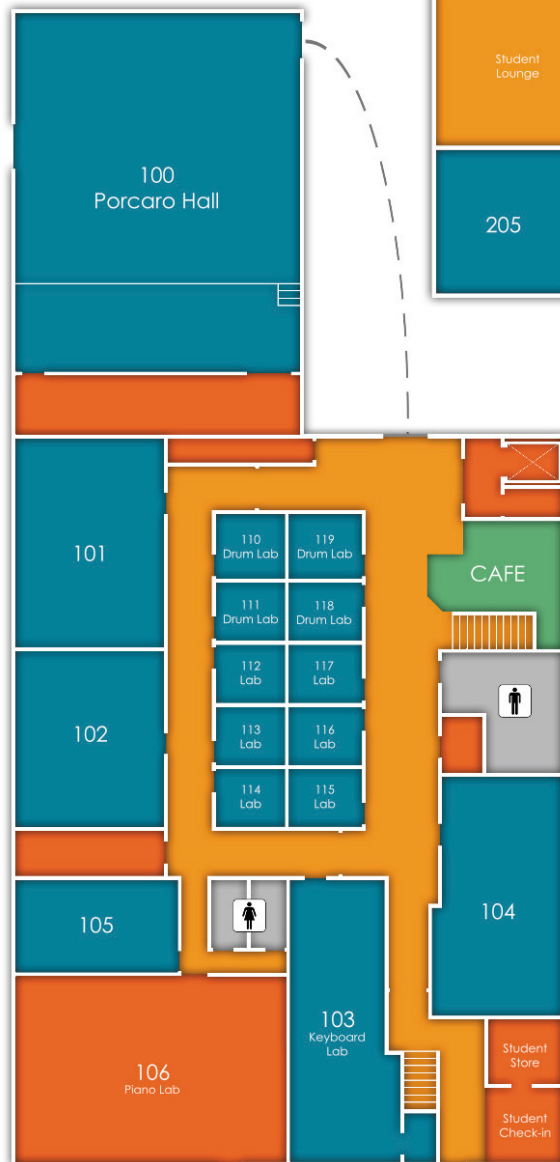 Student
Lounge
100
Porcaro Hall
205
101
110
Drum Lab
119
Drum Lab
CAFE
111
Drum Lab
118
Drum Lab
112
Lab
117
Lab
102
113
Lab
116
Lab
114
Lab
115
Lab
105
104
103
Keyboard
Lab
106
Piano Lab
Student
Store
Student
Check-in